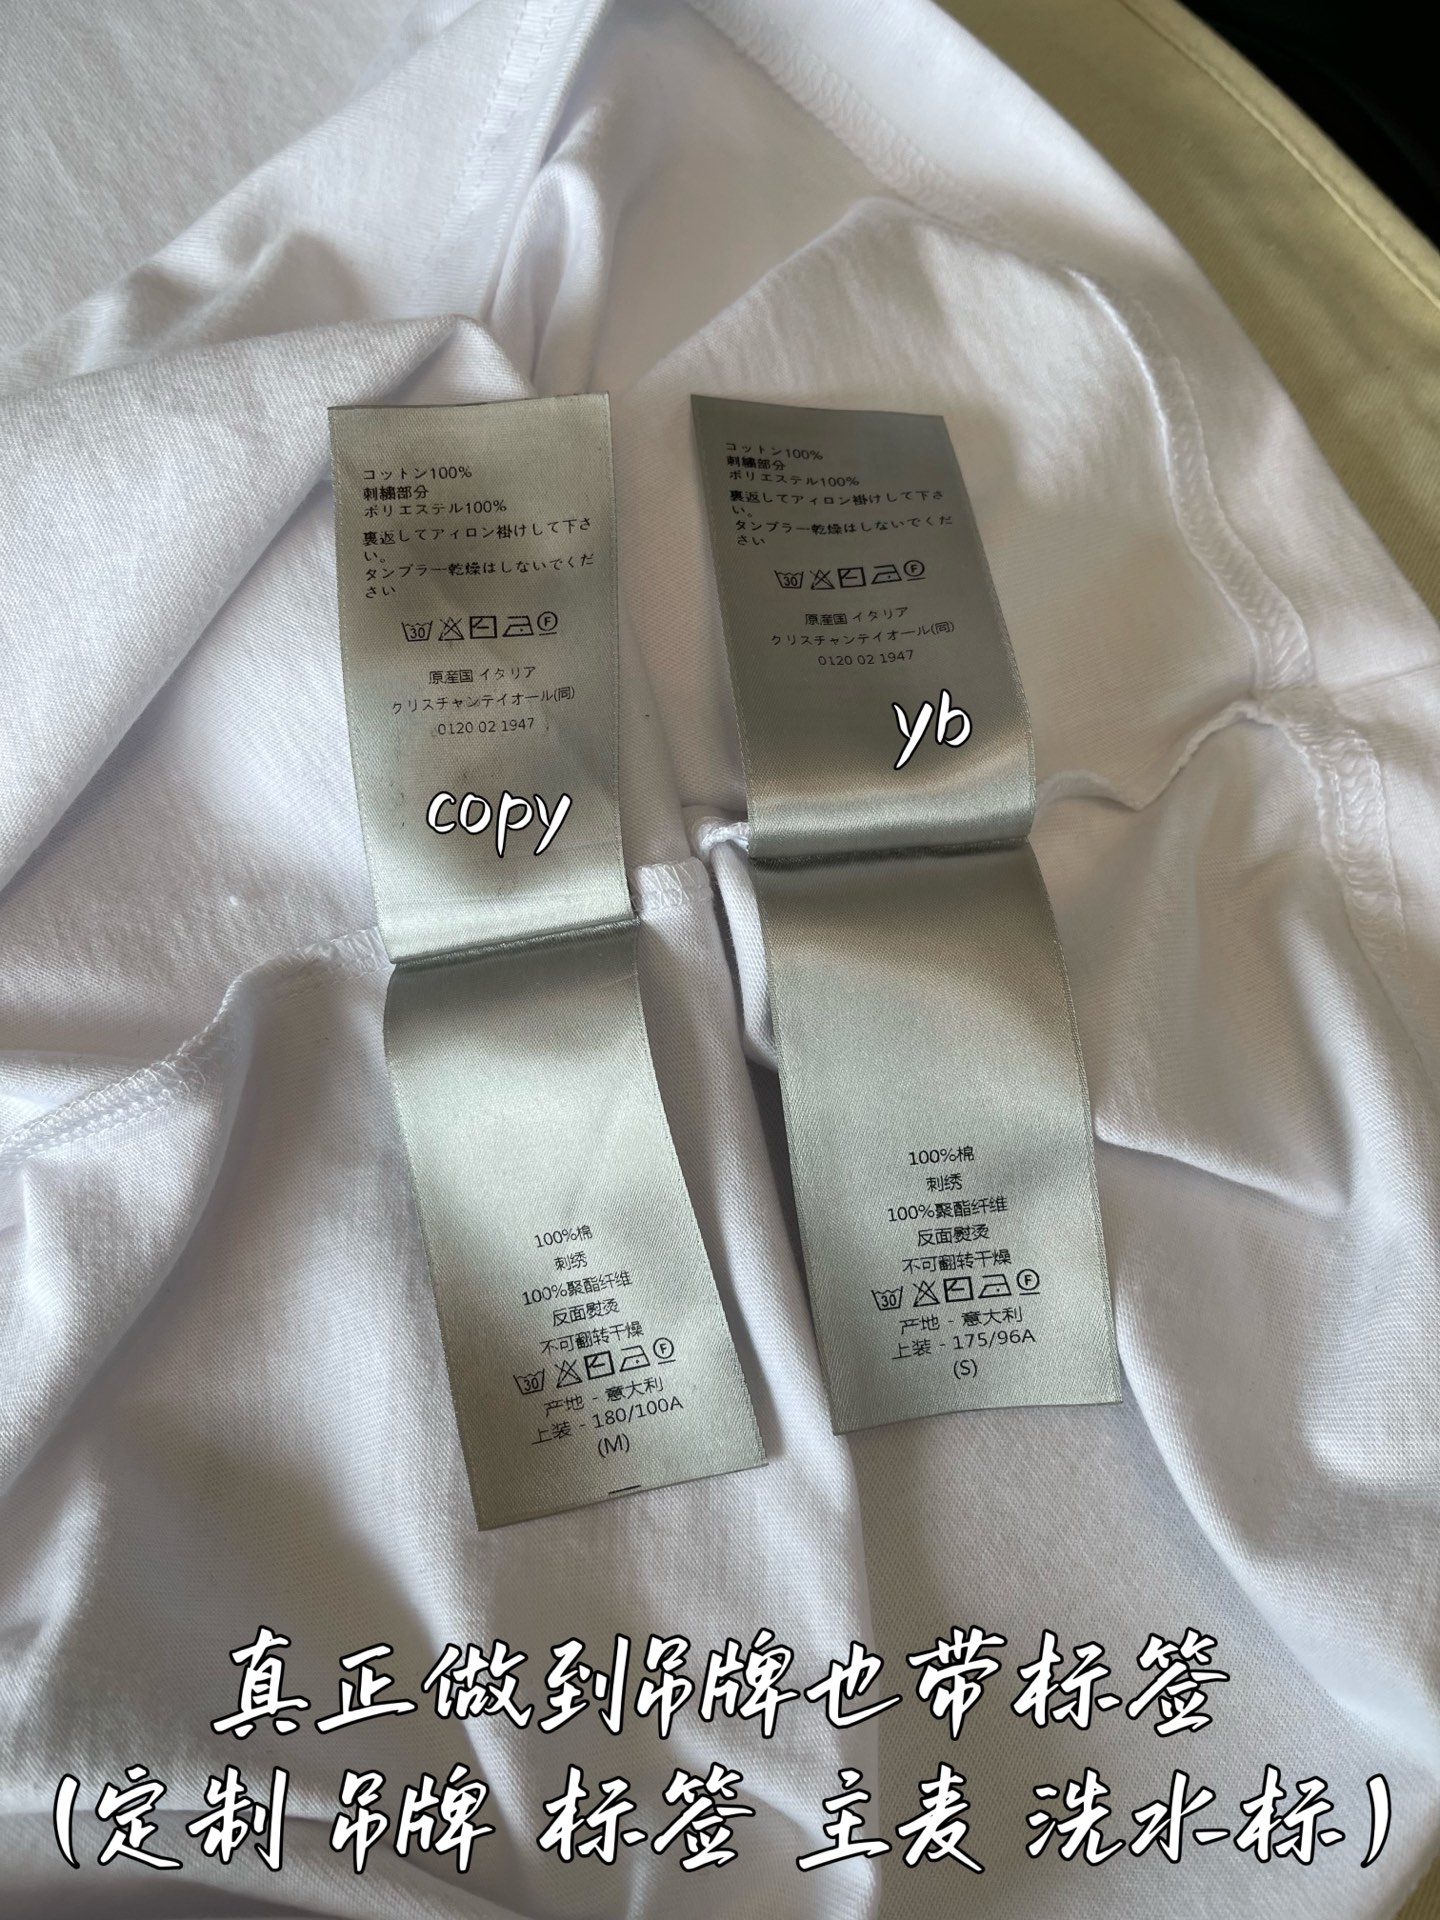 コットン100%
刺繍部分
ポリエステル100%
裏返してアィロン掛けして下さ
い。
タンブラー乾燥はしないでくだ
さい
30
F
原産国 イタリア
クリスチャンテイオール(同)
0120 02 1947
copy
100%棉
刺绣
100%聚酯纤维
反面熨烫
不可翻转干燥
30
F
产地 - 意大利
上装 - 180/100A
(M)
コットン100%
刺繍部分
ポリエステル100%
裏返してアィロン掛けして下さ
い。
タンブラー乾燥はしないでくだ
さい
30
F
原産国 イタリア
クリスチャンテイオール(同)
0120 02 1947
yb
100%棉
刺绣
100%聚酯纤维
反面熨烫
不可翻转干燥
30
F
产地 - 意大利
上装 - 175/96A
(S)
真正做到吊牌也带标签
(定制 吊牌 标签 主麦 洗水标)